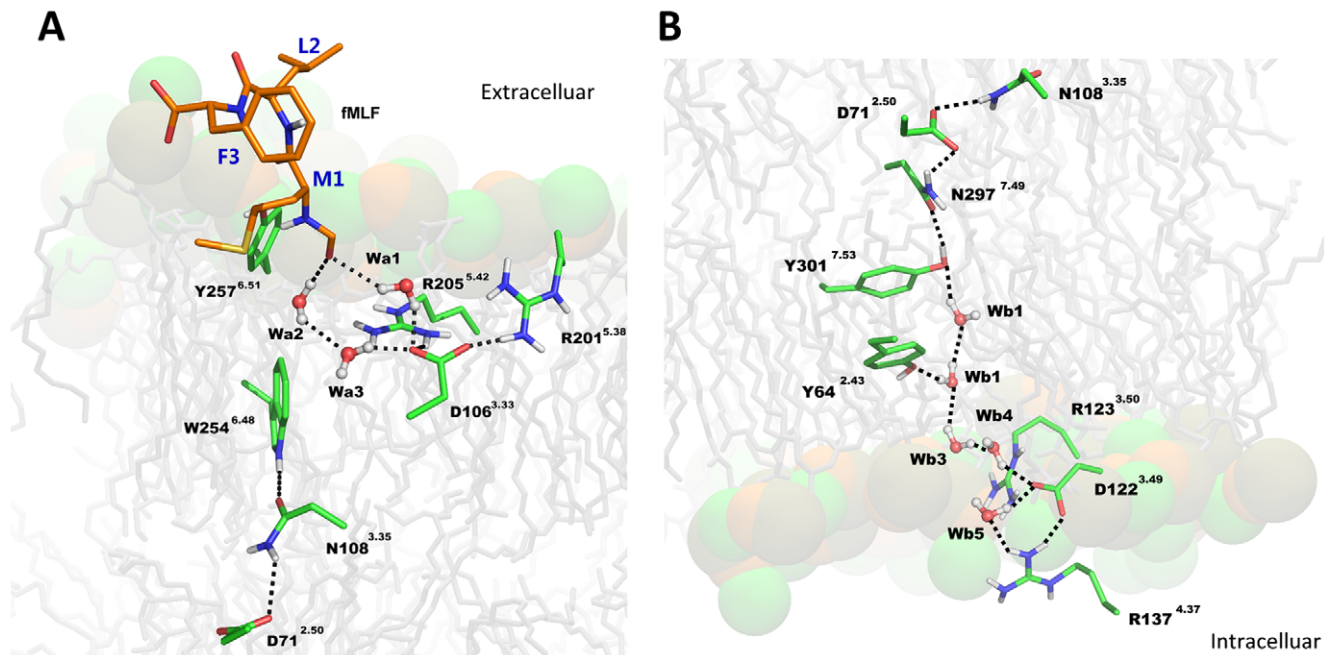 A
L2
Extracelluar
fMLF
F3
M1
Wa1
Y257 6.51
R205 5.42
Wa2
R201 5.38
Wa3
D106 3.33
W254 6.48
N108 3.35
D71 2.50
B
N108 3.35
D71 2.50
N297 7.49
Y301 7.53
Wb1
Wb1
Y64 2.43
R123 3.50
Wb4
Wb3
D122 3.49
Wb5
R137 4.37
Intracelluar